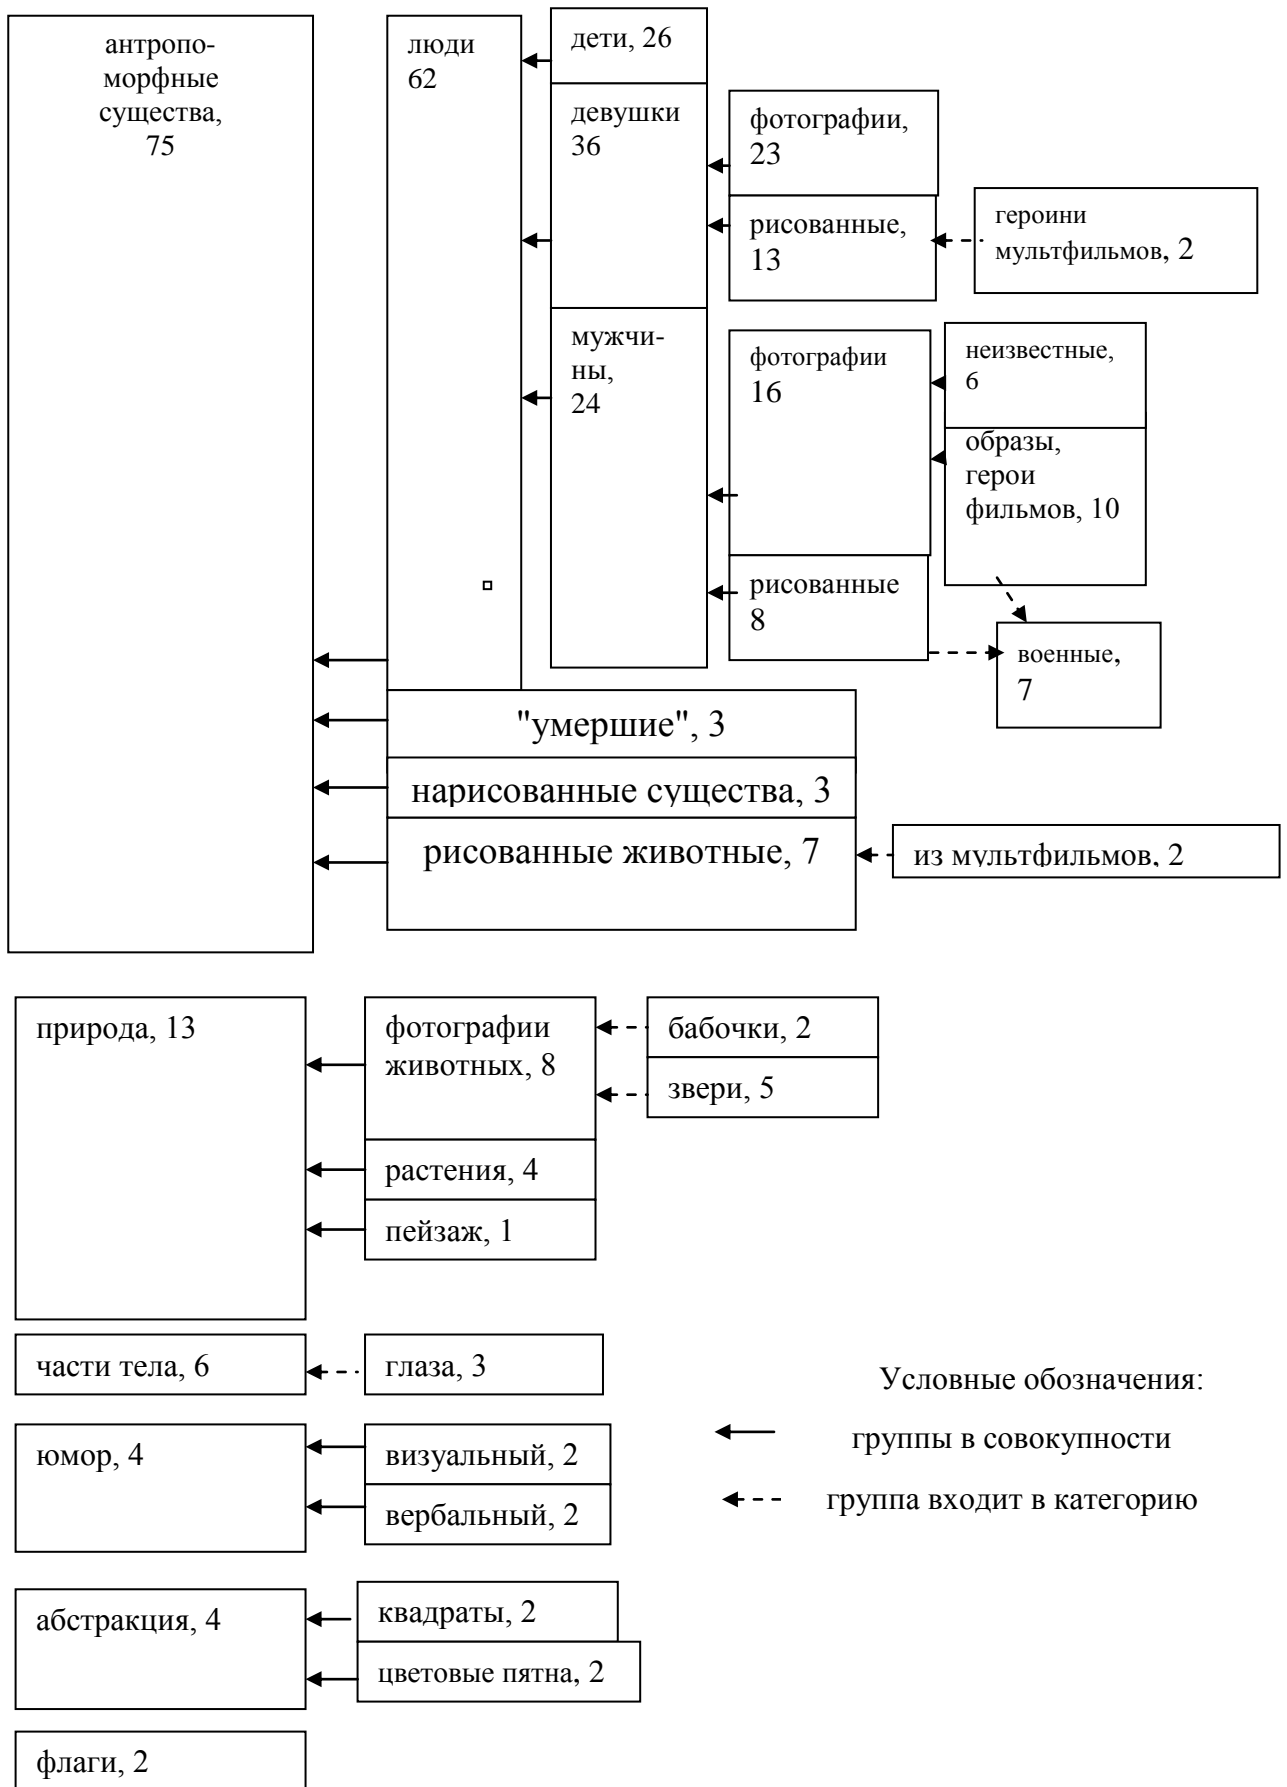 антропо-
морфные
существа,
75
люди
62
дети, 26
девушки
36
фотографии,
23
рисованные,
13
героини
мультфильмов, 2
мужчи-
ны,
24
фотографии
16
неизвестные,
6
образы,
герои
фильмов, 10
рисованные
8
военные,
7
"умершие", 3
нарисованные существа, 3
рисованные животные, 7
из мультфильмов, 2
природа, 13
фотографии
животных, 8
бабочки, 2
звери, 5
растения, 4
пейзаж, 1
части тела, 6
глаза, 3
юмор, 4
визуальный, 2
вербальный, 2
абстракция, 4
квадраты, 2
цветовые пятна, 2
флаги, 2
Условные обозначения:
группы в совокупности
группа входит в категорию